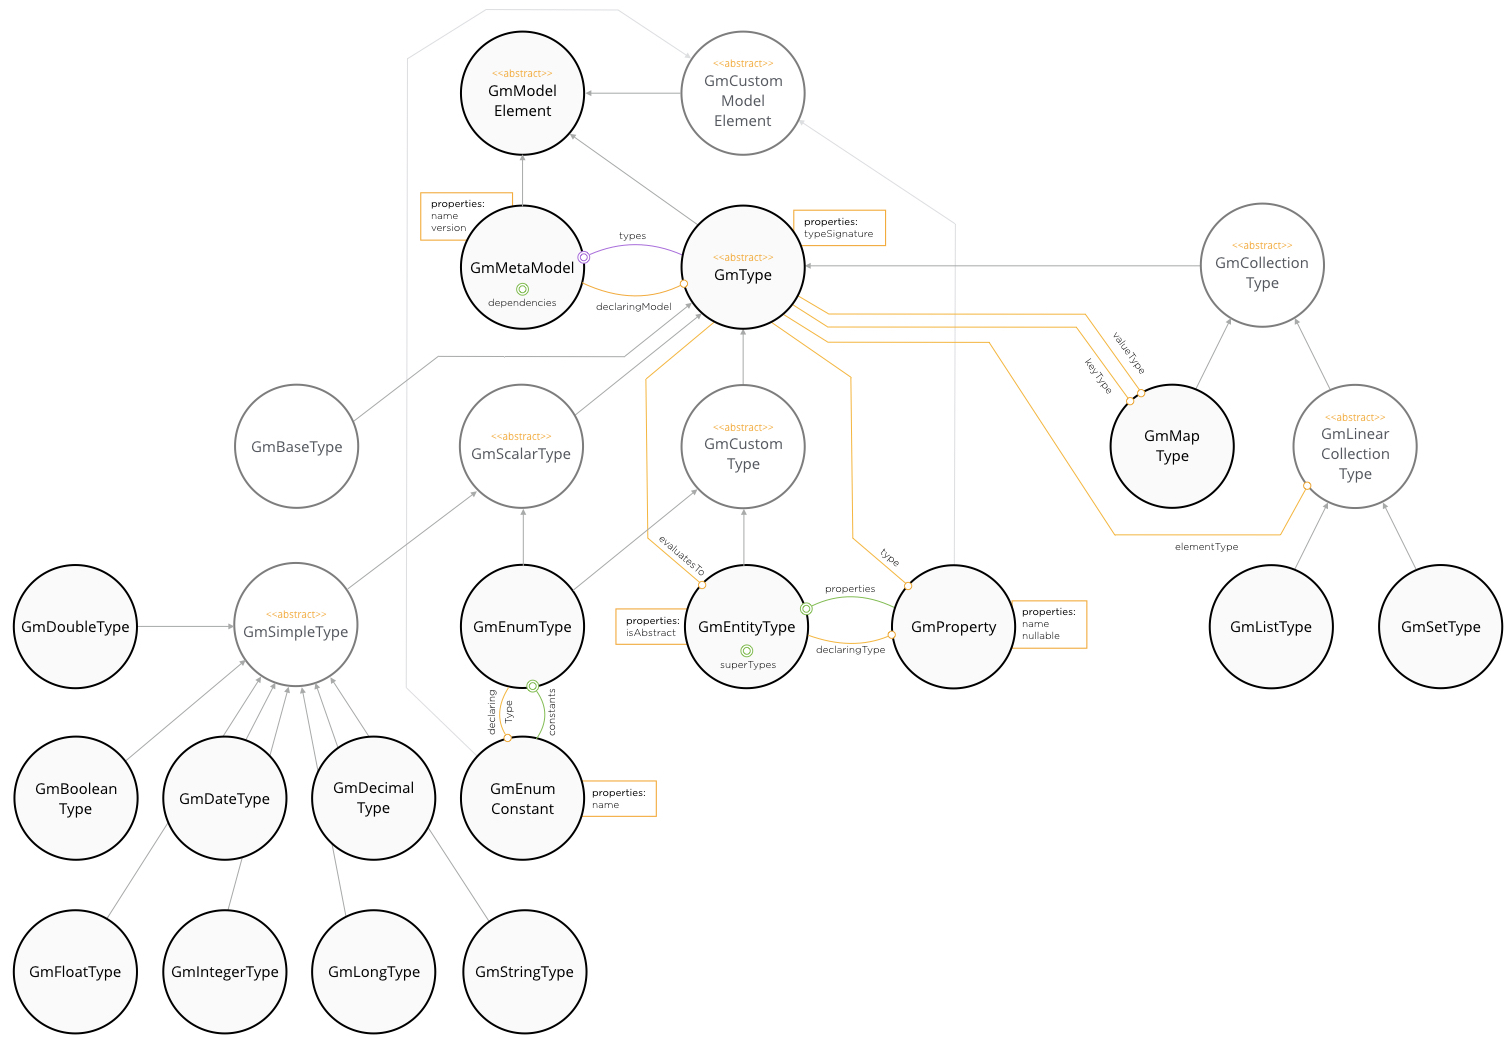 <<abstract>>
GmModel
Element
<<abstract>>
GmCustom
Model
Element
properties:
name
version
GmMetaModel
dependencies
types
declaringModel
<<abstract>>
GmType
properties:
typeSignature
<<abstract>>
GmCollection
Type
valueType
keyType
GmBaseType
<<abstract>>
GmScalarType
<<abstract>>
GmCustom
Type
GmMap
Type
<<abstract>>
GmLinear
Collection
Type
elementType
evaluatesTo
type
GmDoubleType
<<abstract>>
GmSimpleType
GmEnumType
properties:
isAbstract
GmEntityType
superTypes
properties
declaringType
GmProperty
properties:
name
nullable
GmListType
GmSetType
declaring
Type
constants
GmBoolean
Type
GmDateType
GmDecimal
Type
GmEnum
Constant
properties:
name
GmFloatType
GmIntegerType
GmLongType
GmStringType